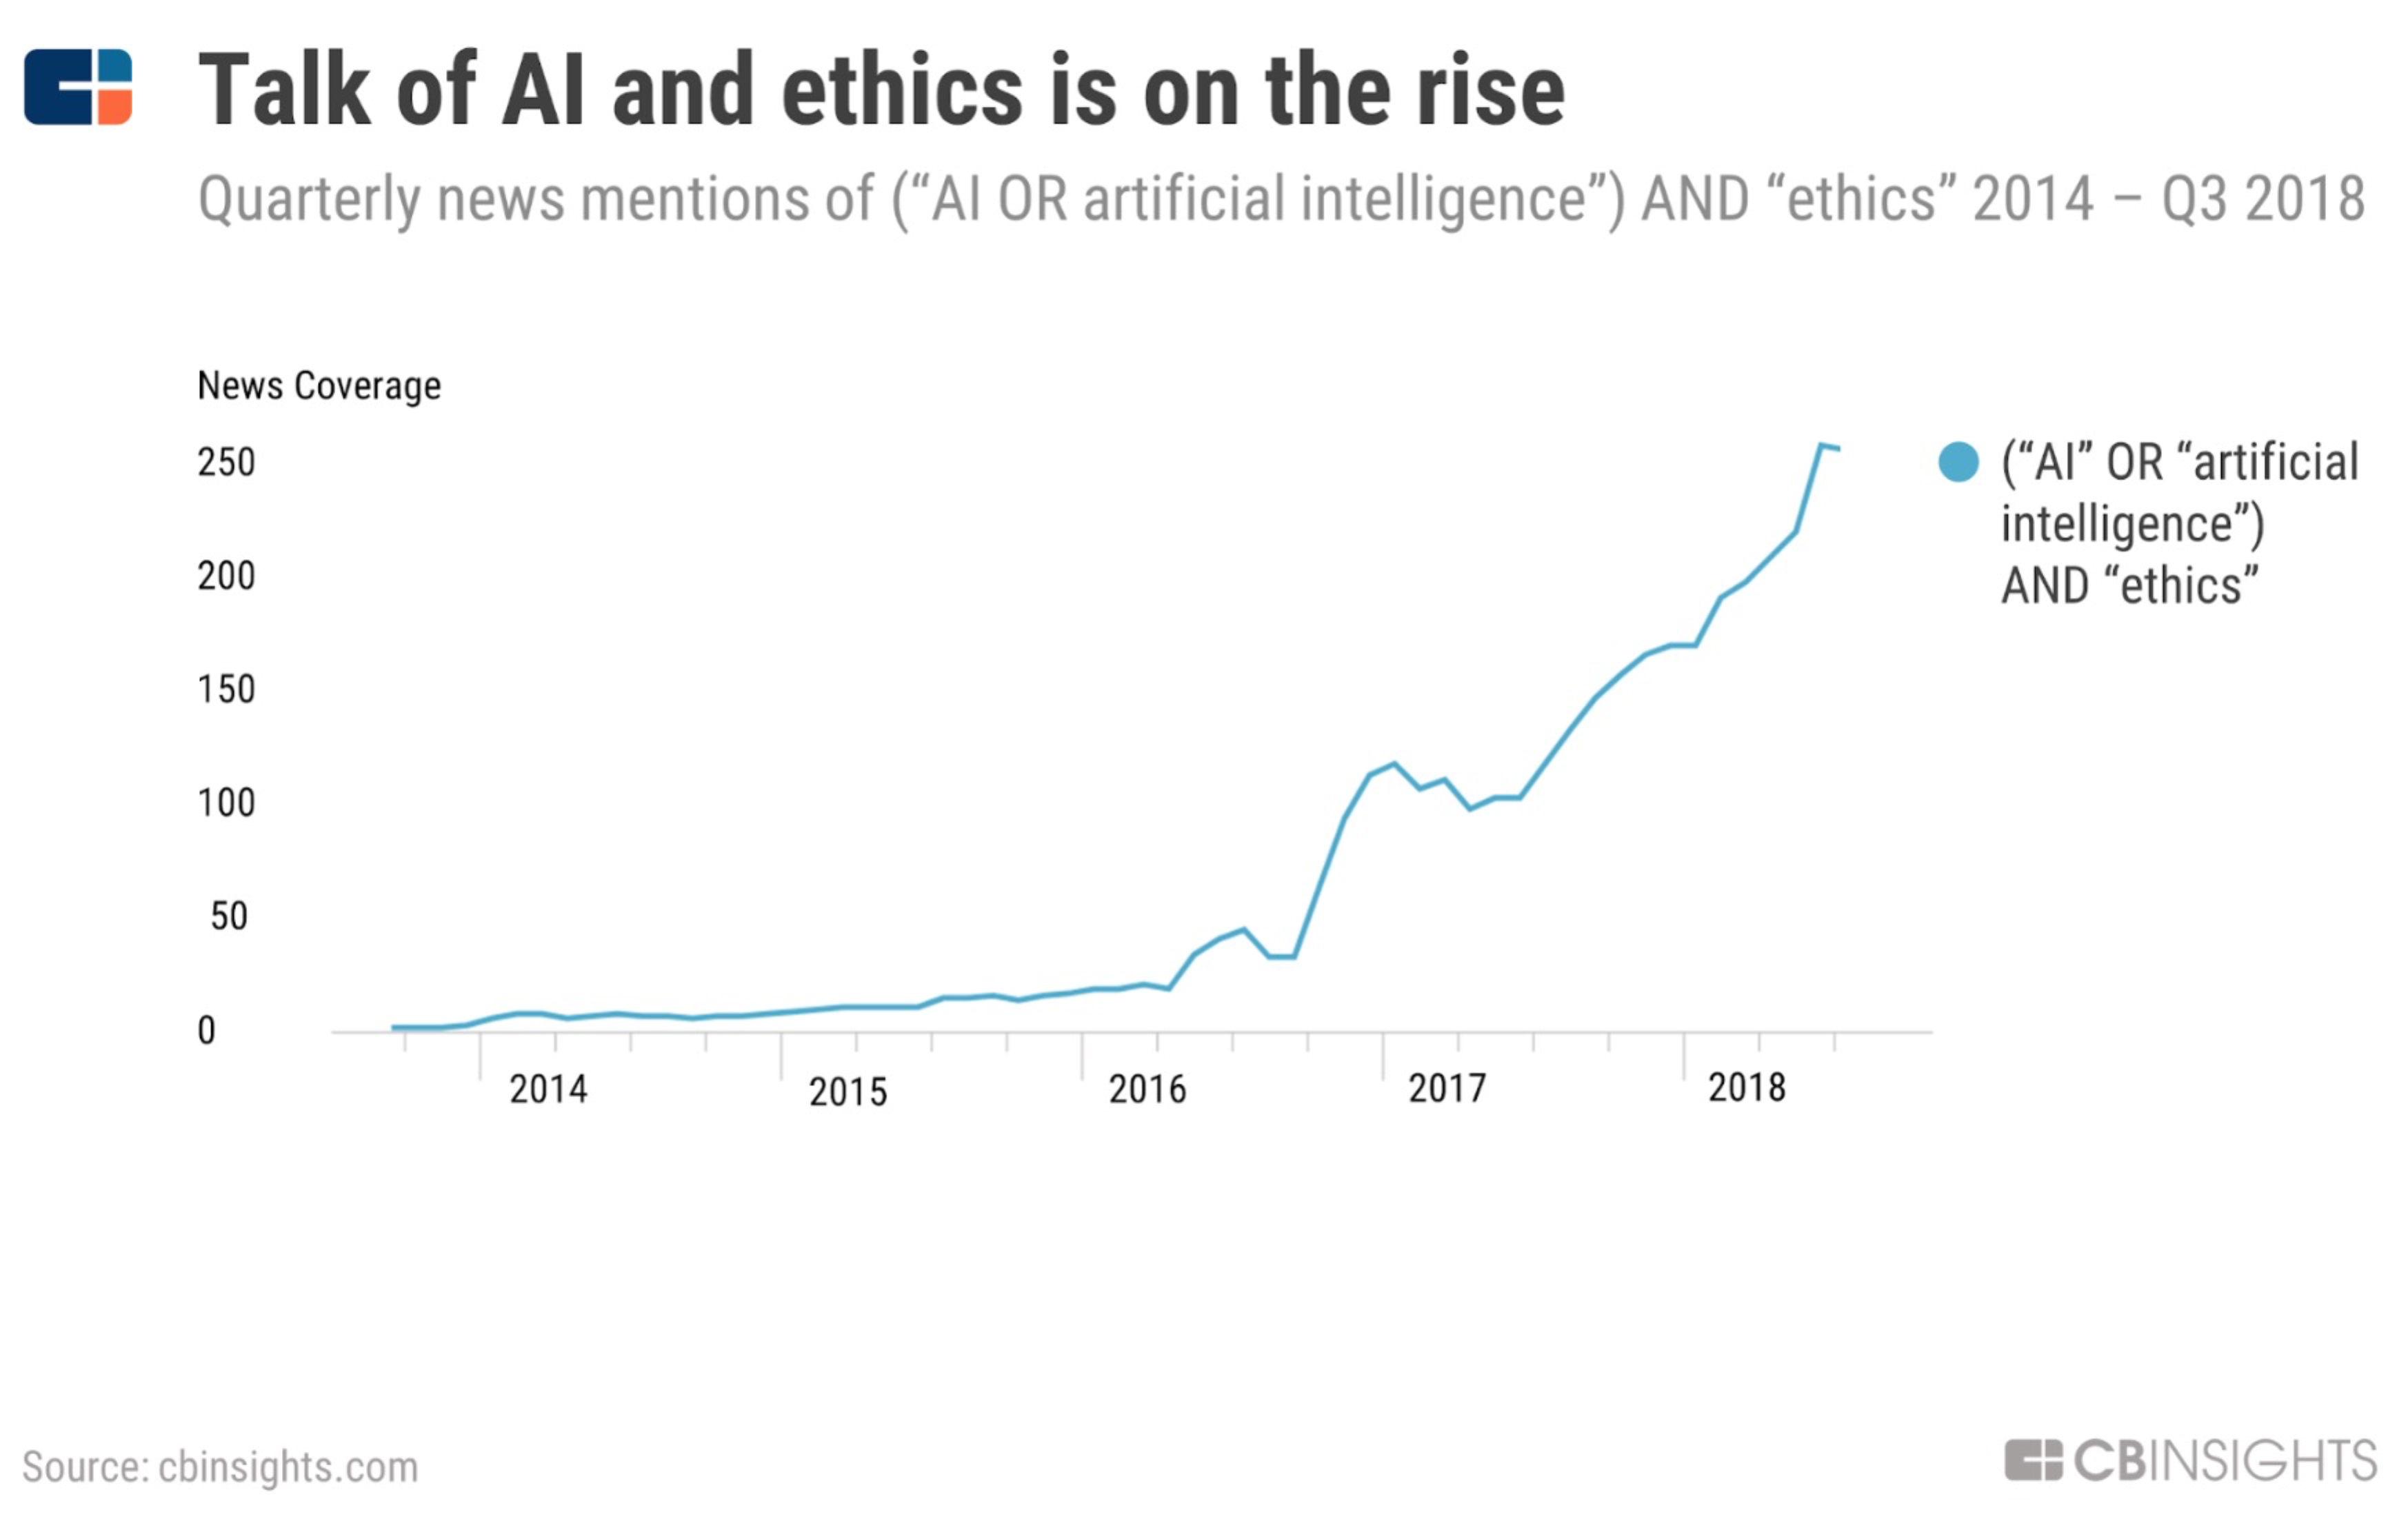 Talk of AI and ethics is on the rise
Quarterly news mentions of (“AI OR artificial intelligence”) AND “ethics” 2014 – Q3 2018
News Coverage
250
200
150
100
50
0
2014
2015
2016
2017
2018
(“AI” OR “artificial
intelligence”)
AND “ethics”
Source: cbinsights.com
CBINSIGHTS